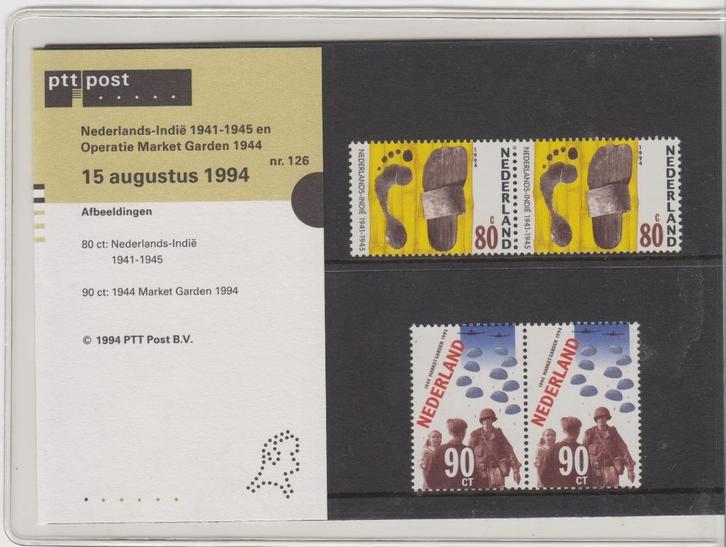 ptt post
Nederlands-Indië 1941-1945 en
Operatie Market Garden 1944
nr. 126
15 augustus 1994
Afbeeldingen
80 ct: Nederlands-Indië
1941-1945
90 ct: 1944 Market Garden 1994
© 1994 PTT Post B.V.
NEDERLANDS-INDIË 1941-1945
1994
NEDERLAND
80 c
NEDERLANDS-INDIË 1941-1945
1994
NEDERLAND
80 c
1944 MARKET GARDEN 1994
NEDERLAND
90
CT
1944 MARKET GARDEN 1994
NEDERLAND
90
CT